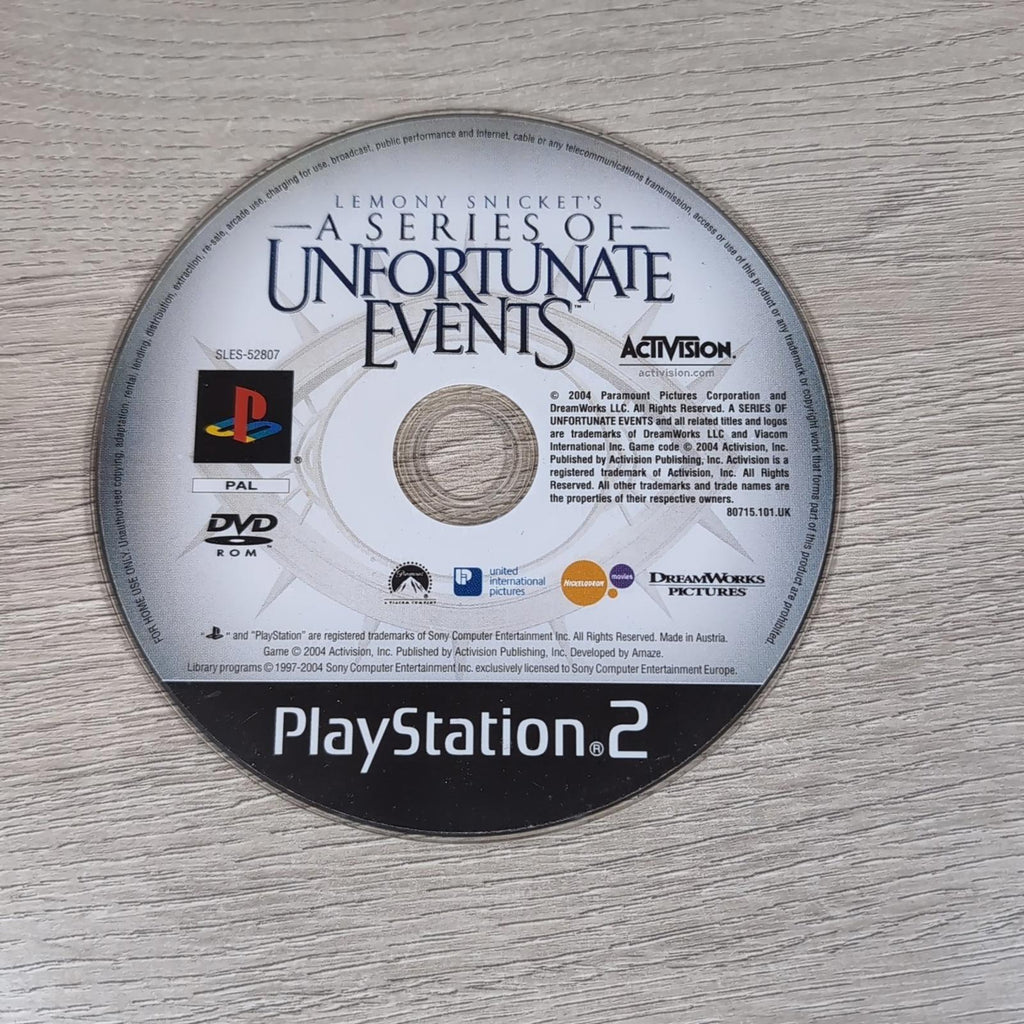 FOR HOME USE ONLY. Unauthorised copying, adaptation, rental, lending, distribution, extraction, re-sale, arcade use, charging for use, broadcast, public performance and Internet, cable or any telecommunications transmission, access or use of this product or any trademark or copyright work that forms part of this product are prohibited.
LEMONY SNICKET'S
A SERIES OF
UNFORTUNATE
EVENTS™
SLES-52807
ACTIVISION.
activision.com
PAL
DVD
ROM
© 2004 Paramount Pictures Corporation and
DreamWorks LLC. All Rights Reserved. A SERIES OF
UNFORTUNATE EVENTS and all related titles and logos
are trademarks of DreamWorks LLC and Viacom
International Inc. Game code © 2004 Activision, Inc.
Published by Activision Publishing, Inc. Activision is a
registered trademark of Activision, Inc. All Rights
Reserved. All other trademarks and trade names are
the properties of their respective owners.
80715.101.UK
Paramount
A VIACOM COMPANY
united
international
pictures
NICKELODEON
movies
DREAMWORKS
PICTURES
" " and "PlayStation" are registered trademarks of Sony Computer Entertainment Inc. All Rights Reserved. Made in Austria.
Game © 2004 Activision, Inc. Published by Activision Publishing, Inc. Developed by Amaze.
Library programs © 1997-2004 Sony Computer Entertainment Inc. exclusively licensed to Sony Computer Entertainment Europe.
PlayStation®2